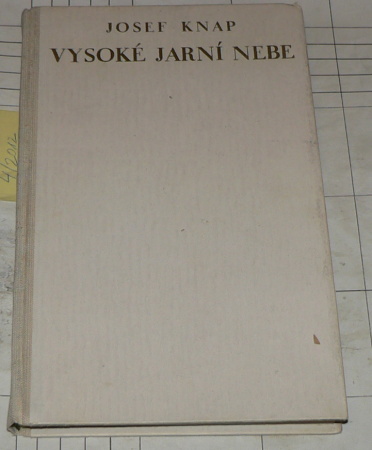 JOSEF KNAP
VYSOKÉ JARNÍ NEBE